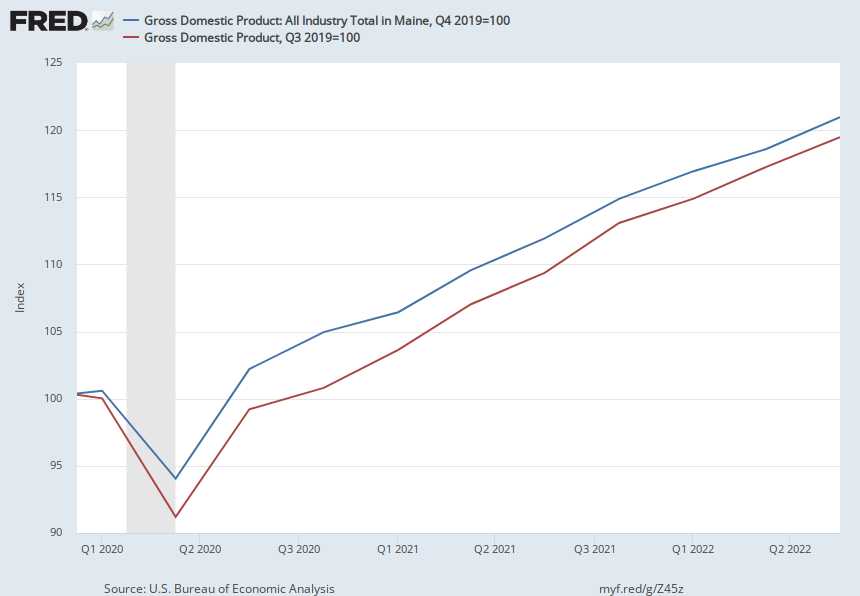 FRED
Gross Domestic Product: All Industry Total in Maine, Q4 2019=100
Gross Domestic Product, Q3 2019=100
125
120
115
110
105
100
95
90
Index
Q1 2020 Q2 2020 Q3 2020 Q1 2021 Q2 2021 Q3 2021 Q1 2022 Q2 2022
Source: U.S. Bureau of Economic Analysis myf.red/g/Z45z